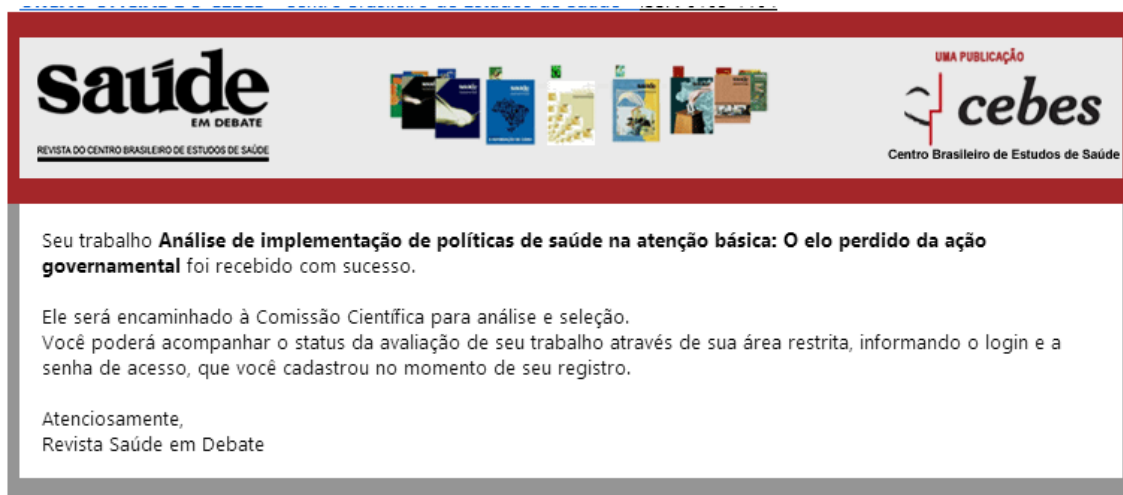 saúde
EM DEBATE
REVISTA DO CENTRO BRASILEIRO DE ESTUDOS DE SAÚDE
UMA PUBLICAÇÃO
cebes
Centro Brasileiro de Estudos de Saúde
Seu trabalho Análise de implementação de políticas de saúde na atenção básica: O elo perdido da ação
governamental foi recebido com sucesso.
Ele será encaminhado à Comissão Científica para análise e seleção.
Você poderá acompanhar o status da avaliação de seu trabalho através de sua área restrita, informando o login e a
senha de acesso, que você cadastrou no momento de seu registro.
Atenciosamente,
Revista Saúde em Debate